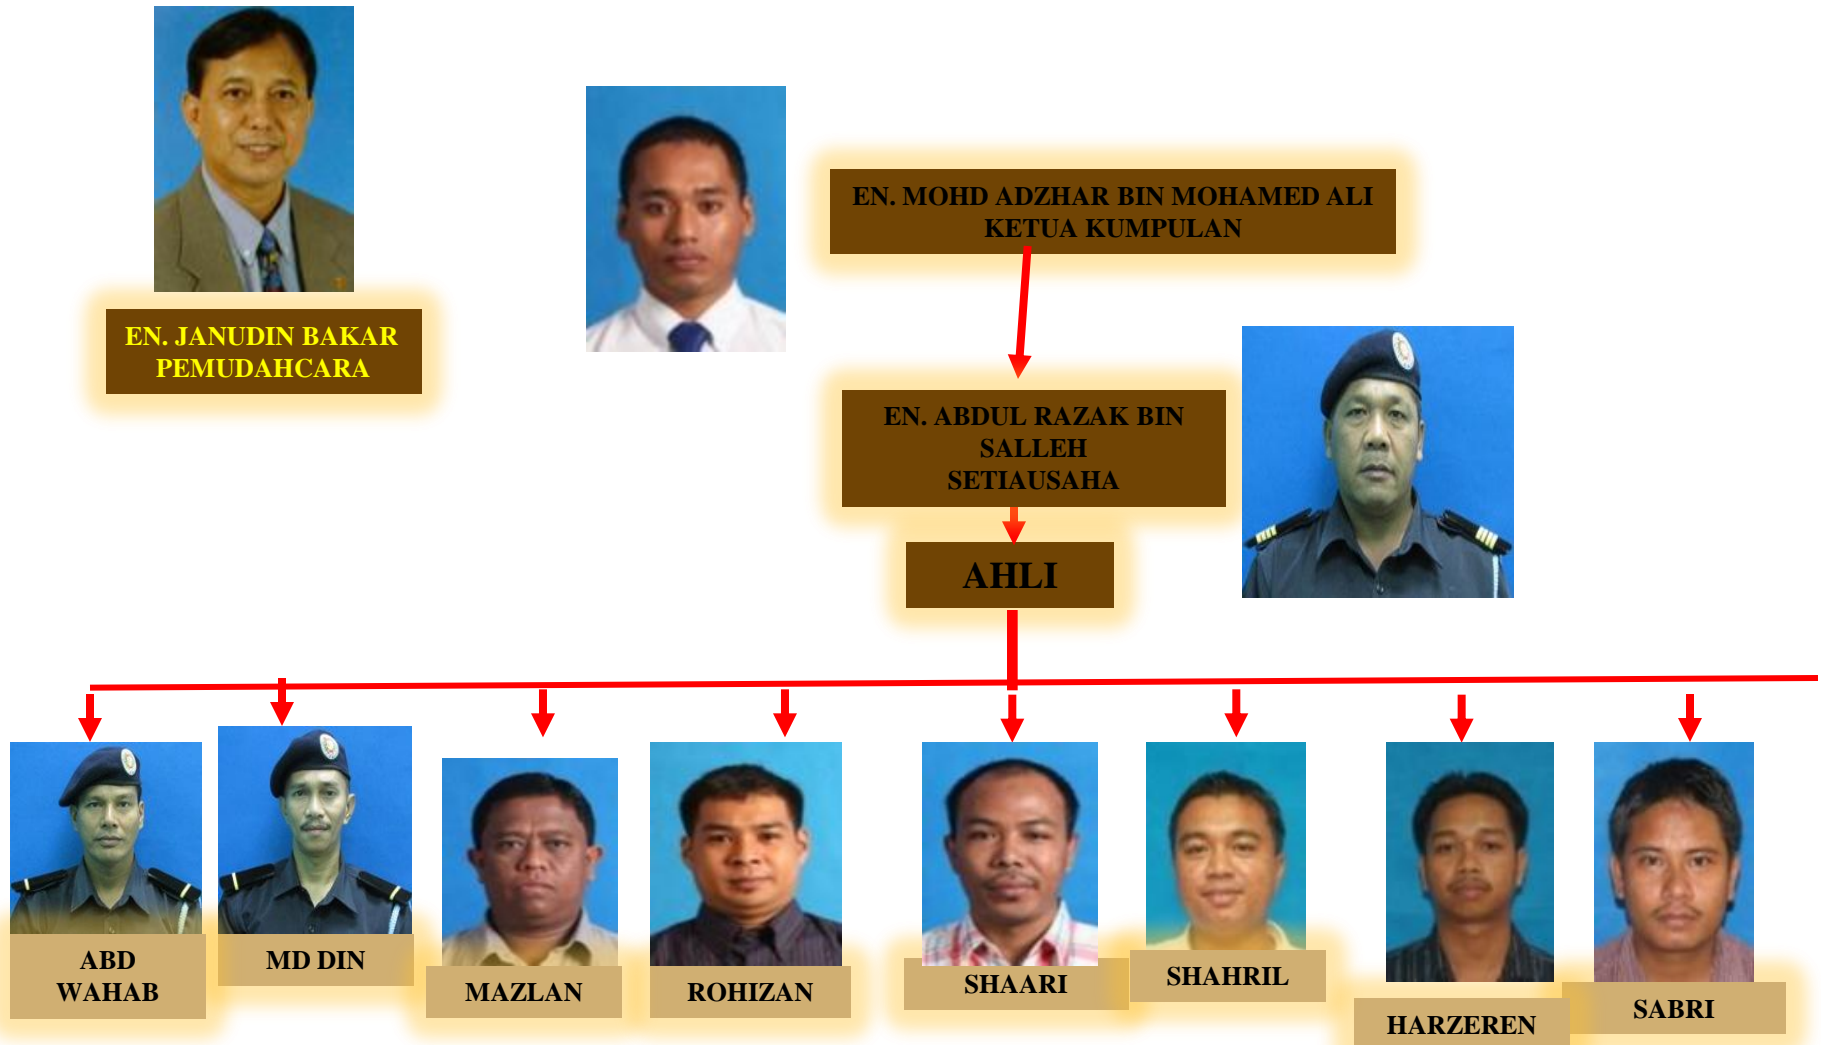 EN. JANUDIN BAKAR
PEMUDAHCARA
EN. MOHD ADZHAR BIN MOHAMED ALI
KETUA KUMPULAN
EN. ABDUL RAZAK BIN
SALLEH
SETIAUSAHA
AHLI
ABD
WAHAB
MD DIN
MAZLAN
ROHIZAN
SHAARI
SHAHRIL
HARZEREN
SABRI